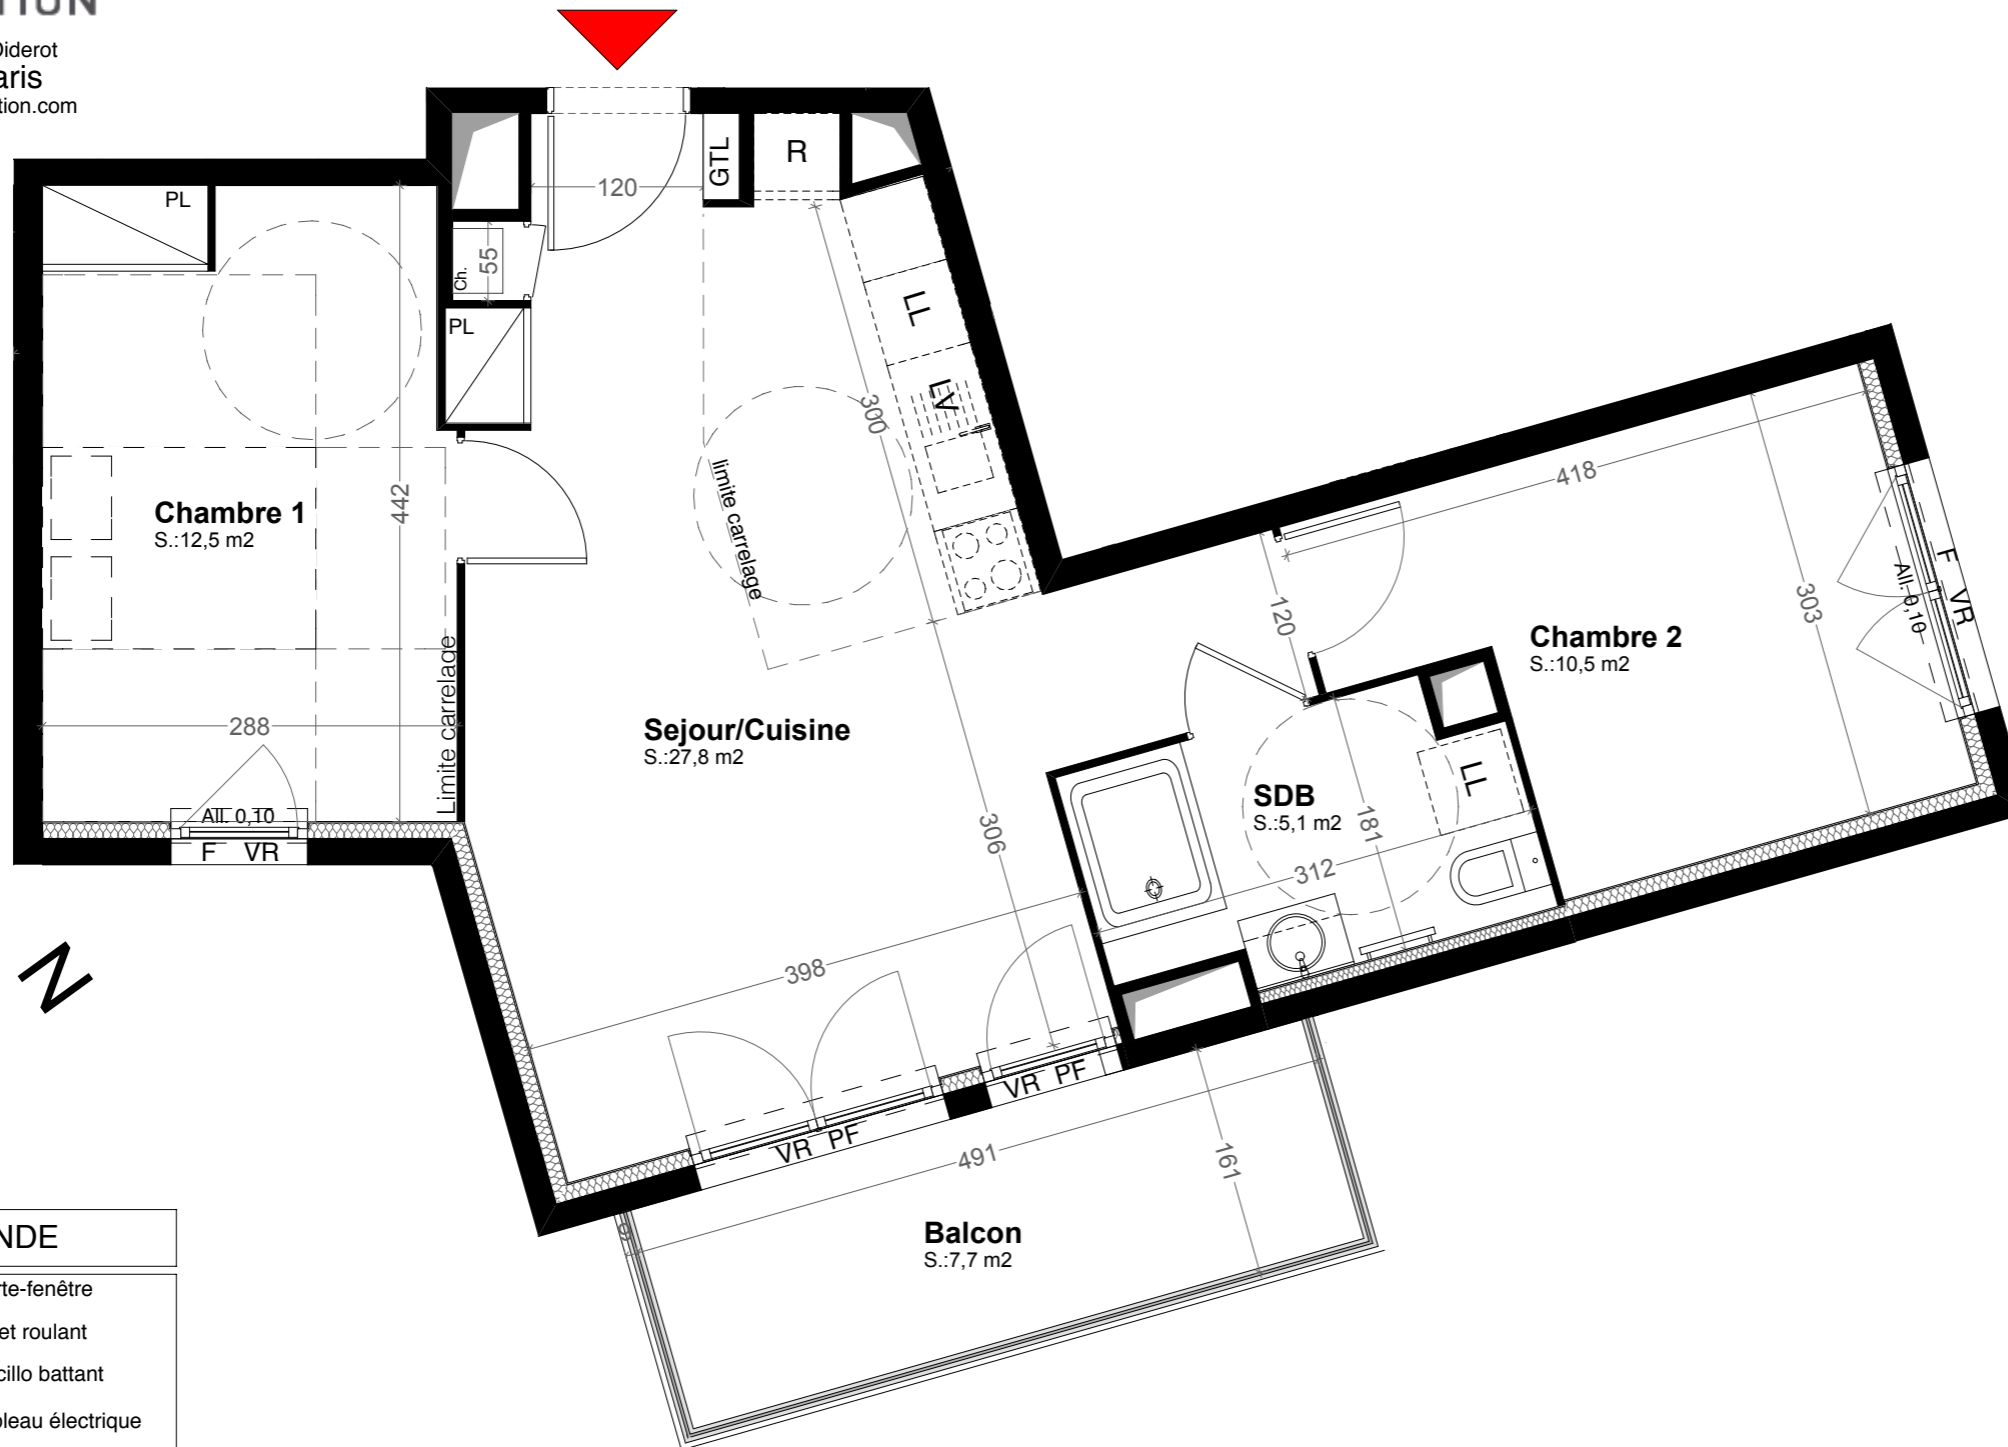 Diderot
aris
tion.com
PL
120
GTL
R
55
Ch.
PL
LL
LV
300
limite carrelage
442
Chambre 1
S.:12,5 m2
288
Limite carrelage
All. 0,10
F VR
418
120
303
F VR
All. 0,10
Chambre 2
S.:10,5 m2
Sejour/Cuisine
S.:27,8 m2
306
SDB
S.:5,1 m2
181
LL
312
398
VR PF
VR PF
491
161
Balcon
S.:7,7 m2
N
NDE
rte-fenêtre
et roulant
cillo battant
bleau électrique